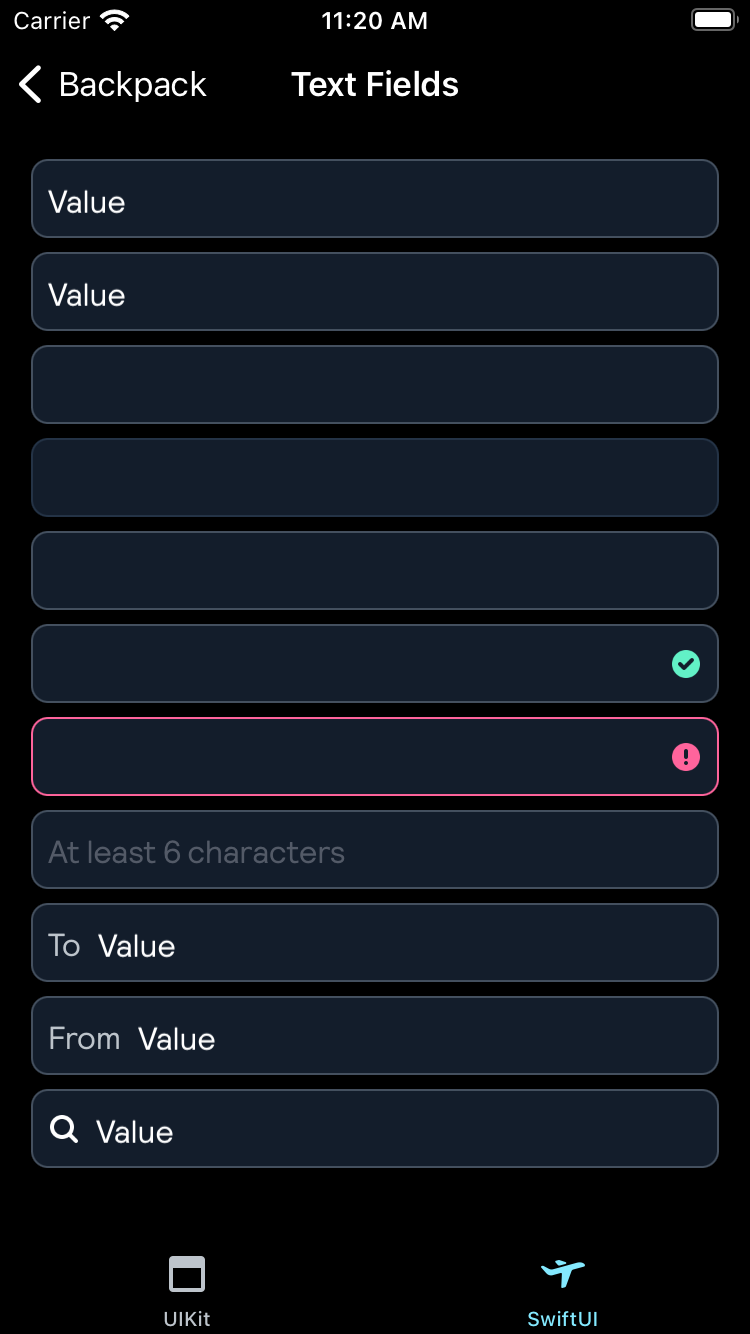 Carrier 11:20 AM
Backpack Text Fields
Value
Value
At least 6 characters
To Value
From Value
Value
UIKit SwiftUI